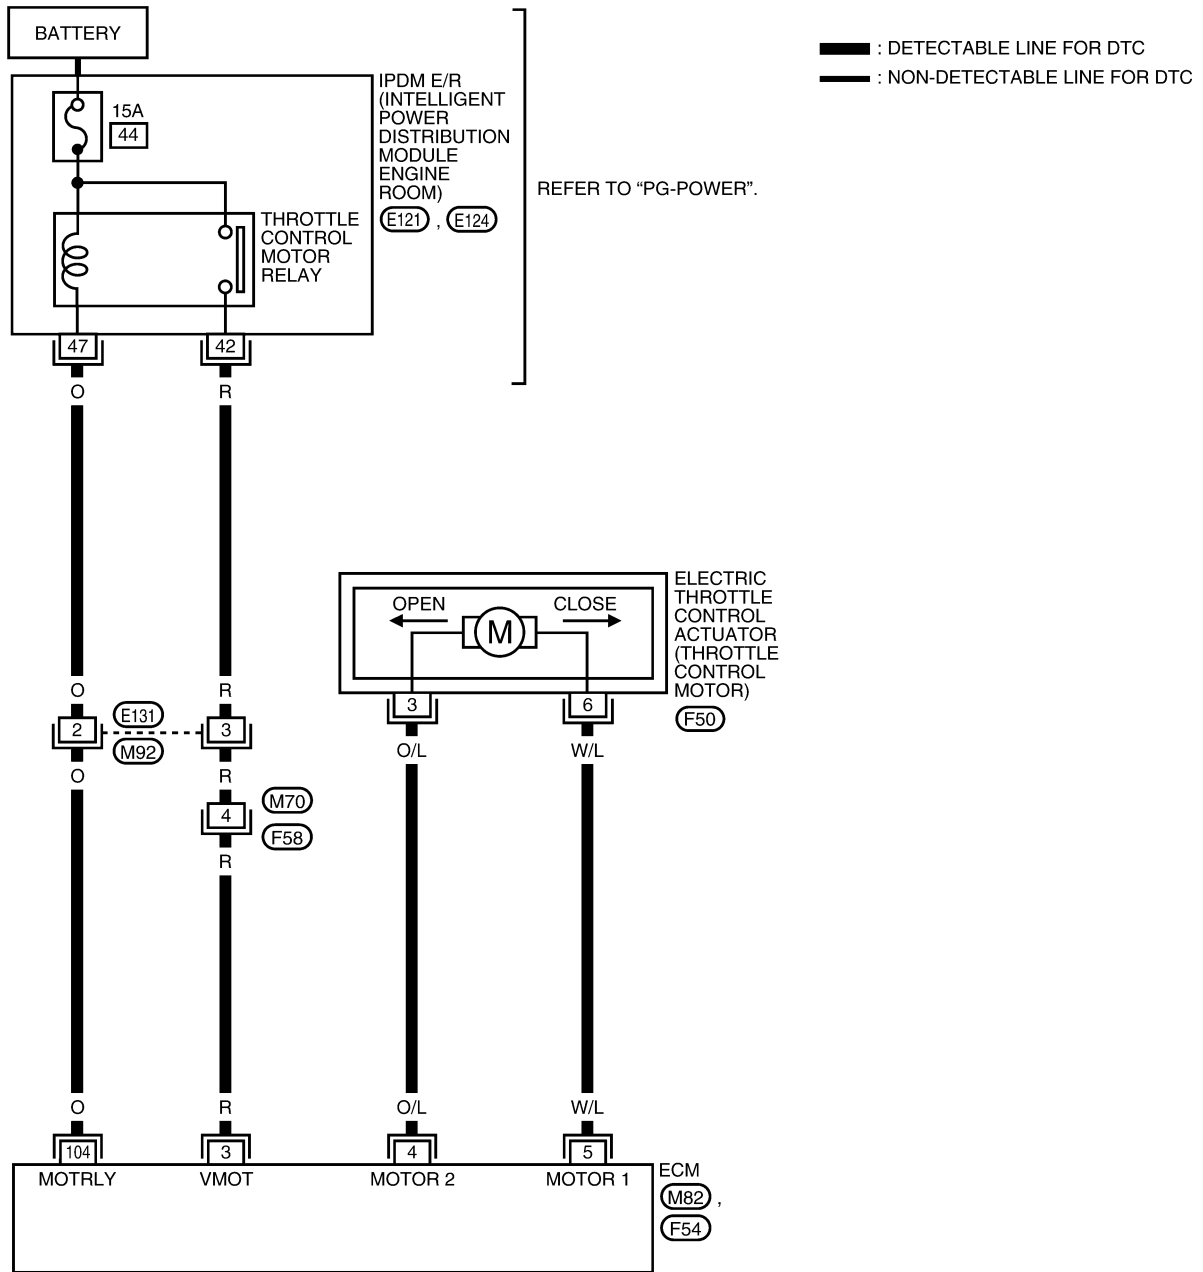 BATTERY
: DETECTABLE LINE FOR DTC
: NON-DETECTABLE LINE FOR DTC
15A
44
IPDM E/R
(INTELLIGENT
POWER
DISTRIBUTION
MODULE
ENGINE
ROOM)
E121 , E124
REFER TO “PG-POWER”.
THROTTLE
CONTROL
MOTOR
RELAY
47 42
O R
ELECTRIC
THROTTLE
CONTROL
ACTUATOR
(THROTTLE
CONTROL
MOTOR)
F50
OPEN CLOSE
M
3 6
O/L W/L
O R
2 E131 3
M92
O R
4 M70
F58
R
O R O/L W/L
104 3 4 5
MOTRLY VMOT MOTOR 2 MOTOR 1
ECM
M82 ,
F54